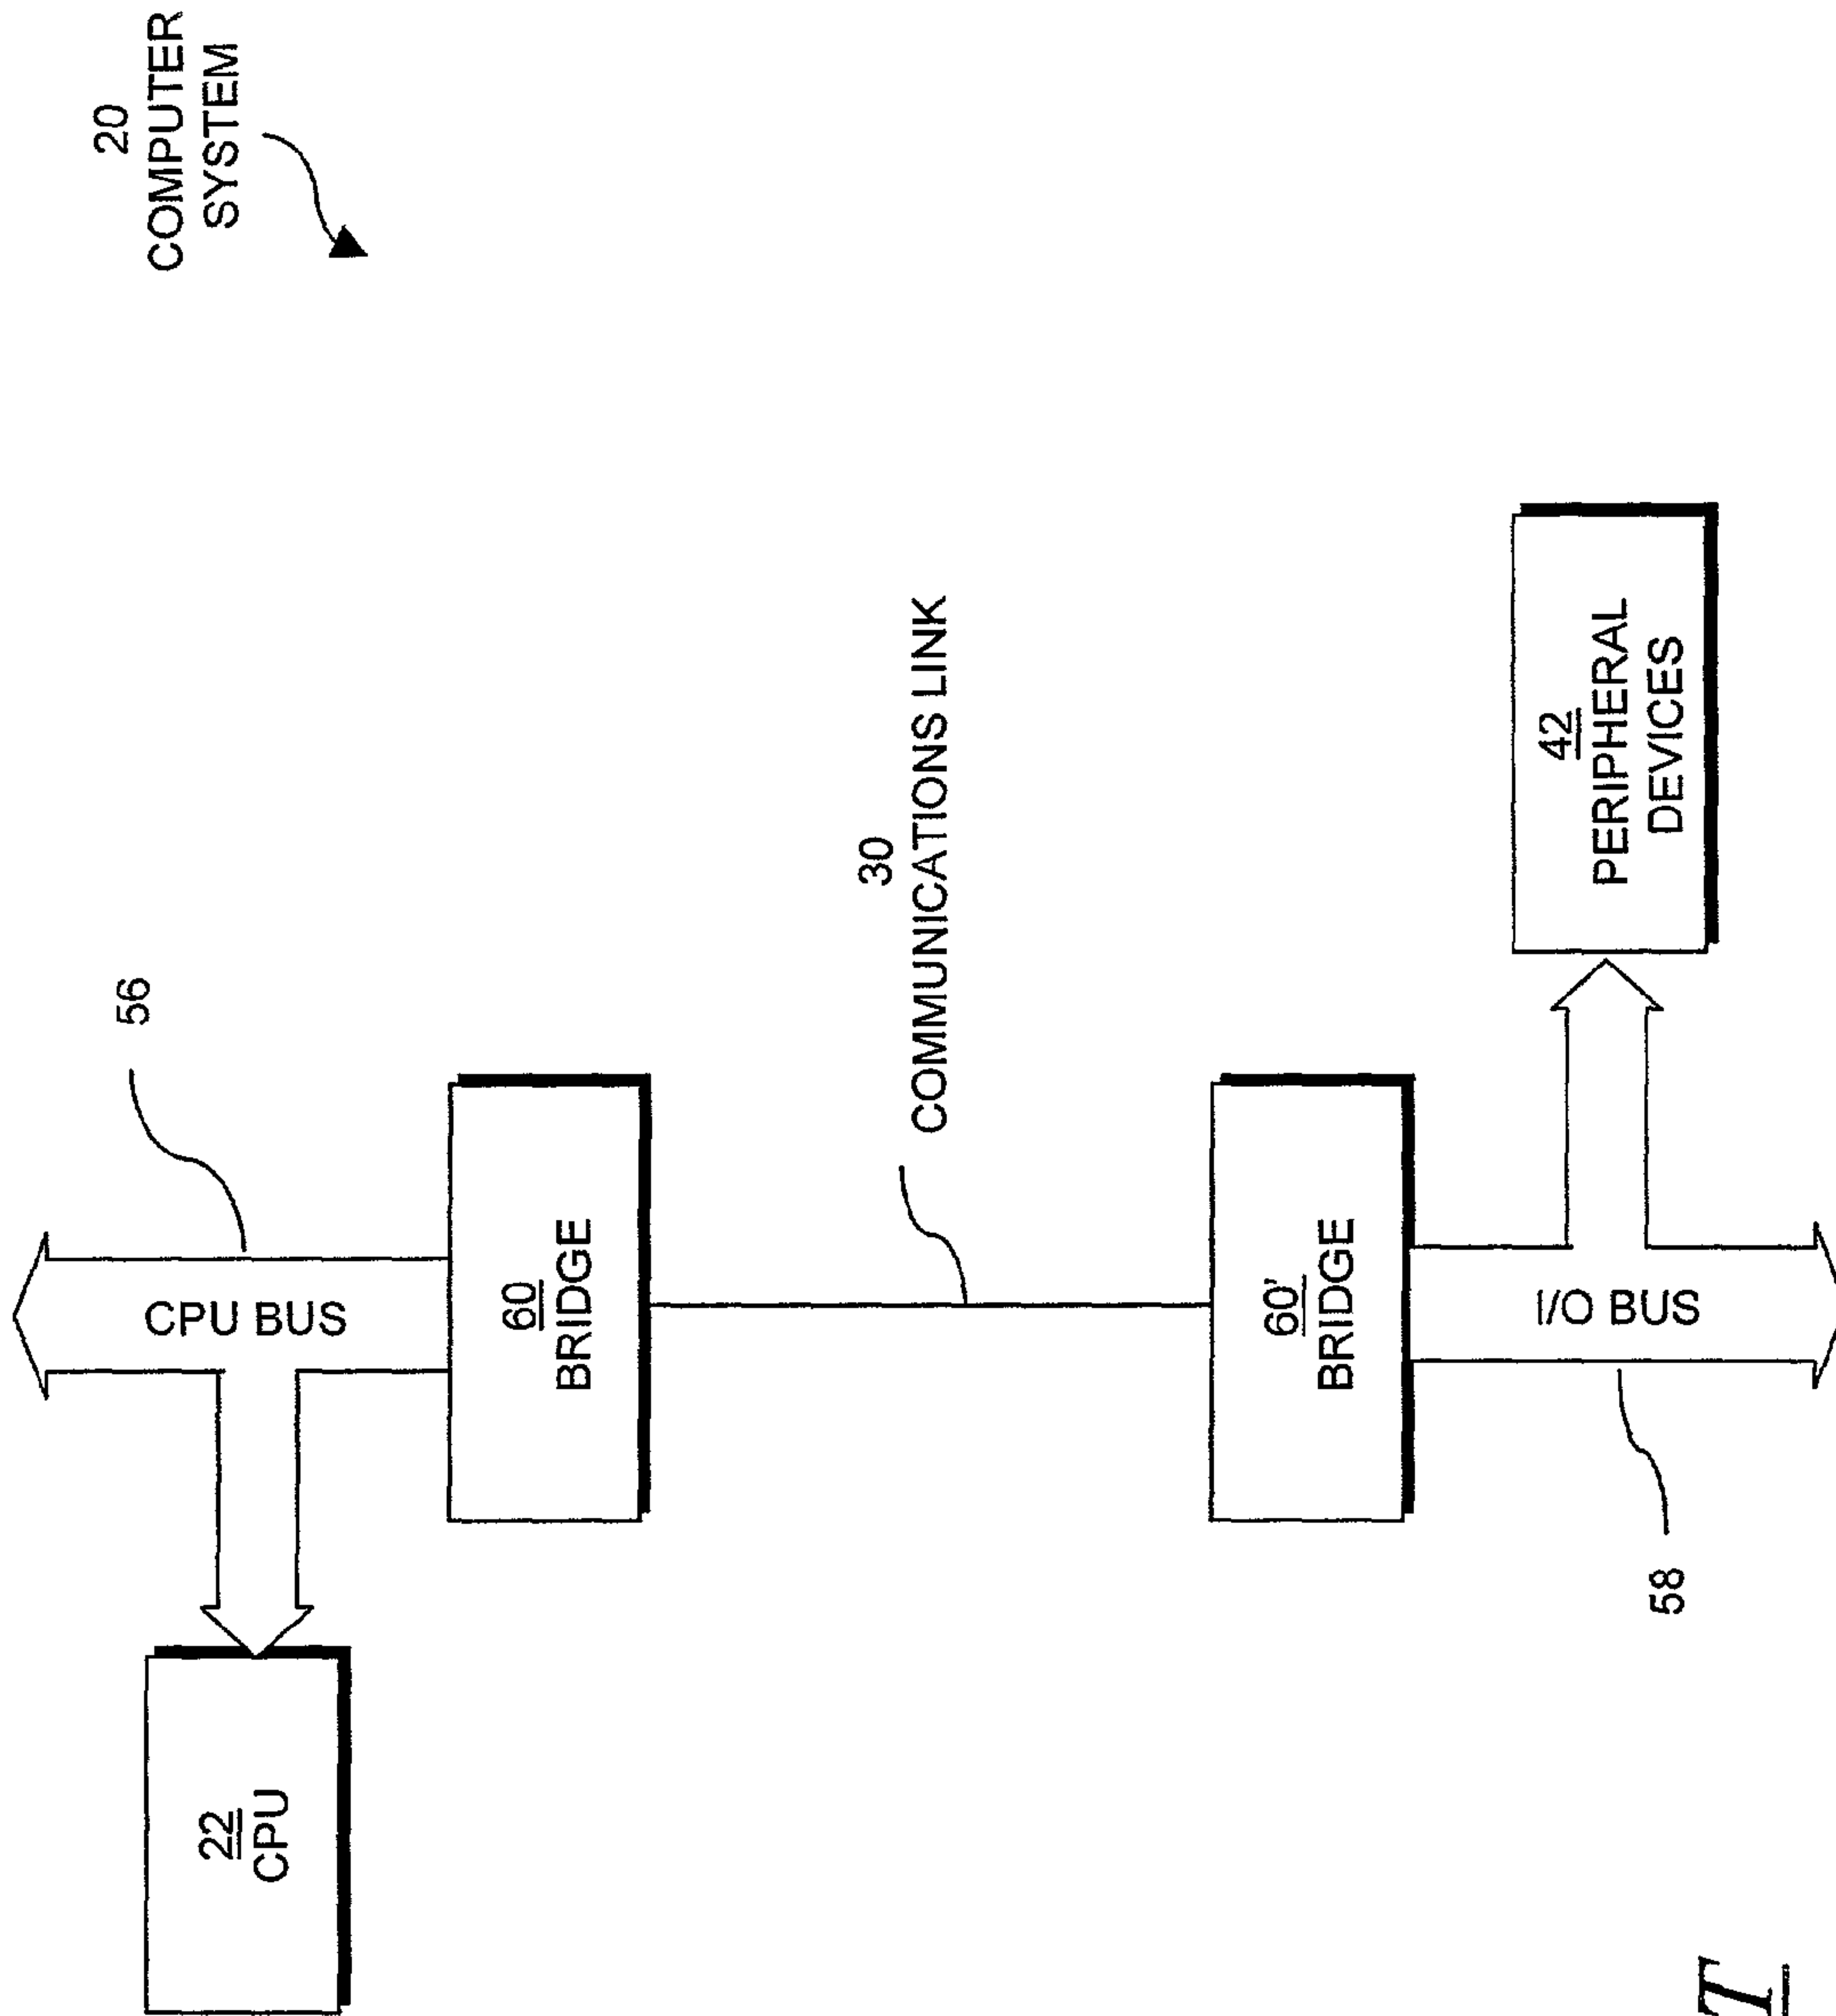 20
COMPUTER
SYSTEM
56
CPU BUS
22
CPU
60
BRIDGE
30
COMMUNICATIONS LINK
60'
BRIDGE
42
PERIPHERAL
DEVICES
I/O BUS
58